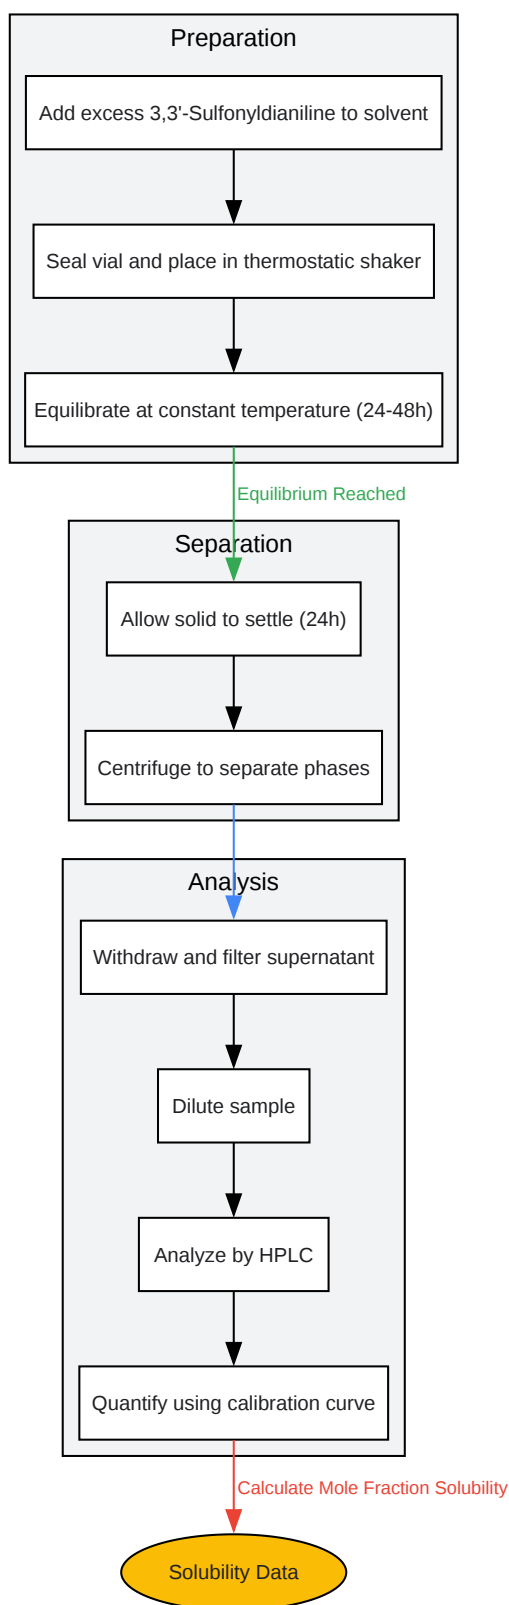 Preparation
Add excess 3,3'-Sulfonyldianiline to solvent
Seal vial and place in thermostatic shaker
Equilibrate at constant temperature (24-48h)
Equilibrium Reached
Separation
Allow solid to settle (24h)
Centrifuge to separate phases
Analysis
Withdraw and filter supernatant
Dilute sample
Analyze by HPLC
Quantify using calibration curve
Calculate Mole Fraction Solubility
Solubility Data